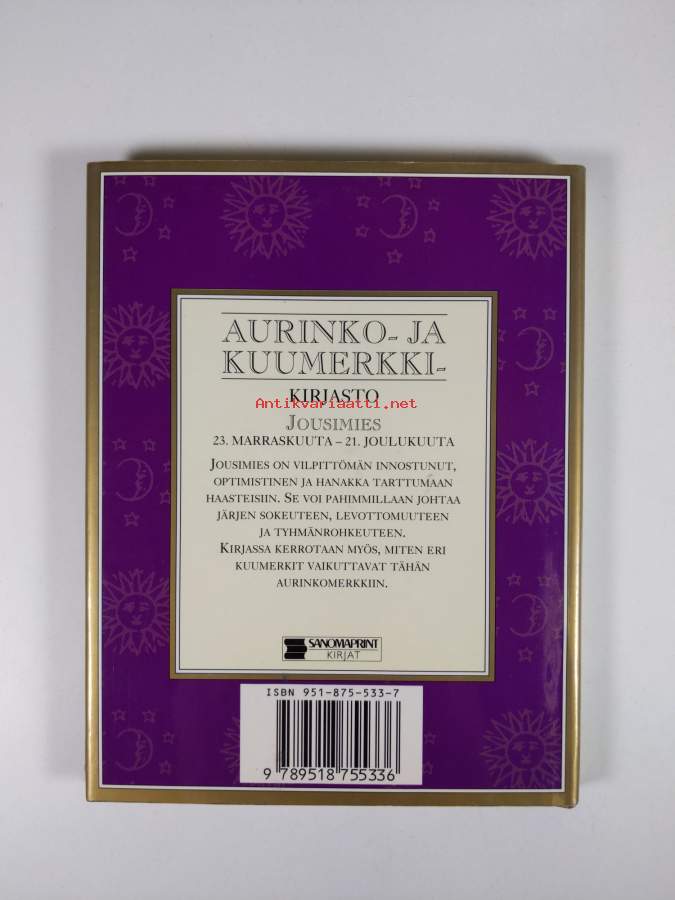 AURINKO- JA
KUUMERKKI-
KIRJASTO
Antikvariaatti.net
JOUSIMIES
23. MARRASKUUTA – 21. JOULUKUUTA
JOUSIMIES ON VILPITTÖMÄN INNOSTUNUT,
OPTIMISTINEN JA HANAKKA TARTTUMAAN
HAASTEISIIN. SE VOI PAHIMMILLAAN JOHTAA
JÄRJEN SOKEUTEEN, LEVOTTOMUUTEEN
JA TYHMÄNROHKEUTEEN.
KIRJASSA KERROTAAN MYÖS, MITEN ERI
KUUMERKIT VAIKUTTAVAT TÄHÄN
AURINKOMERKKIIN.
SANOMAPRINT
KIRJAT
ISBN 951-875-533-7
9 789518 755336